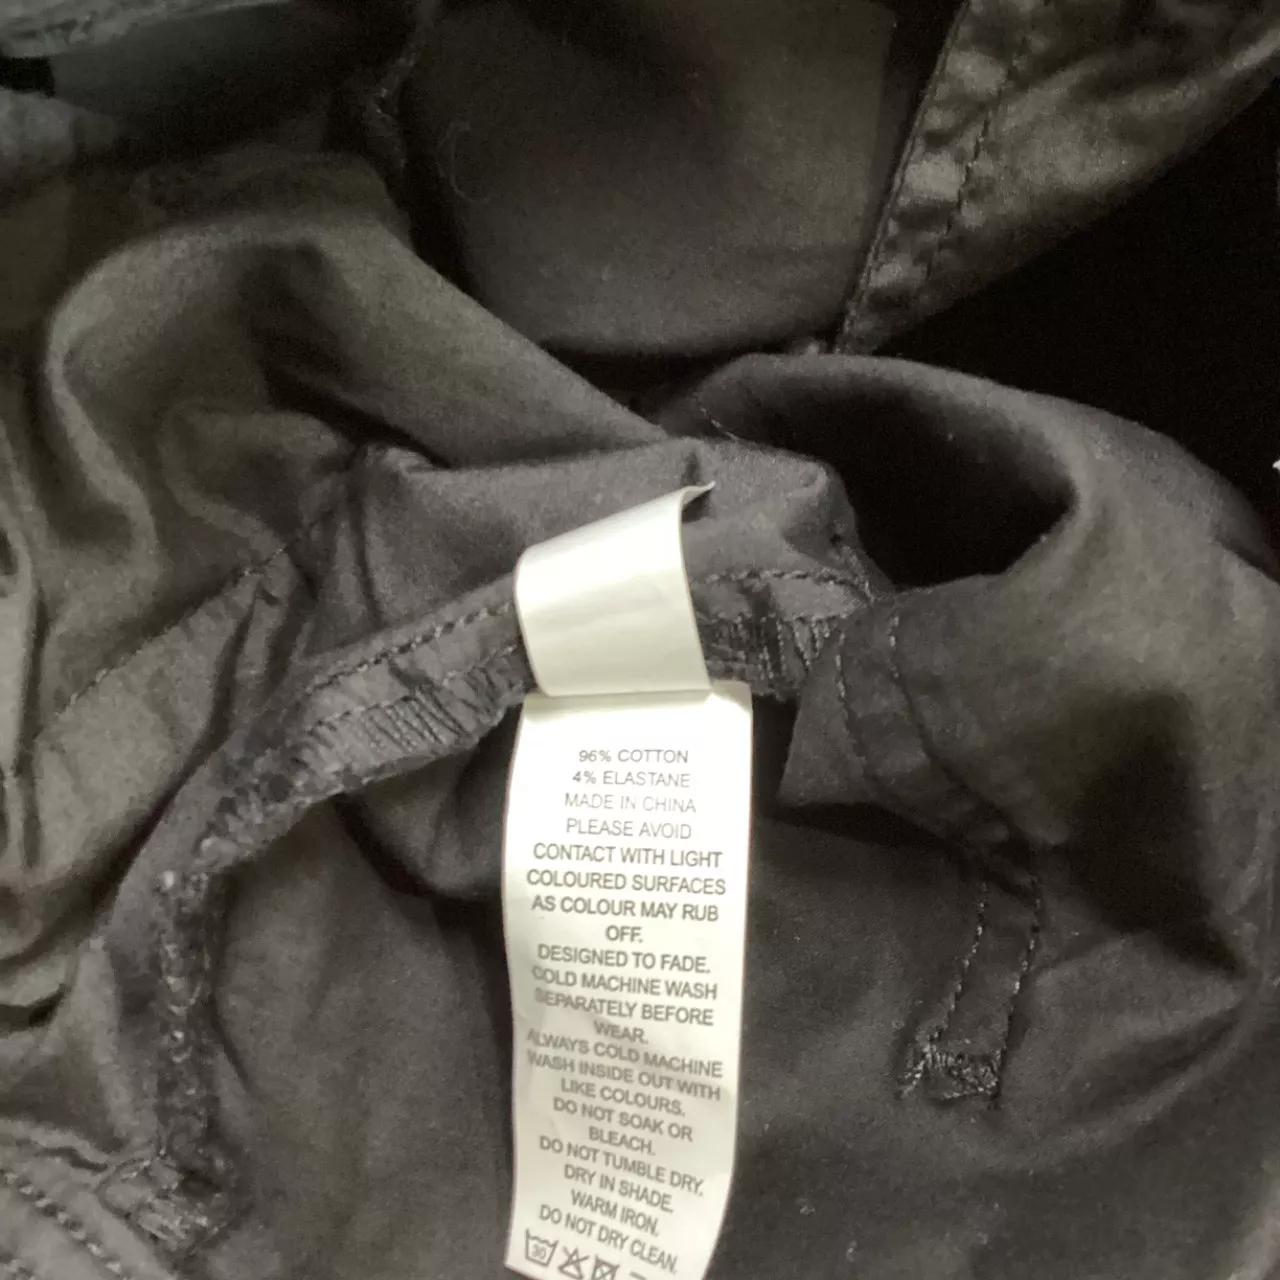 96% COTTON
4% ELASTANE
MADE IN CHINA
PLEASE AVOID
CONTACT WITH LIGHT
COLOURED SURFACES
AS COLOUR MAY RUB
OFF.
DESIGNED TO FADE.
COLD MACHINE WASH
SEPARATELY BEFORE
WEAR.
ALWAYS COLD MACHINE
WASH INSIDE OUT WITH
LIKE COLOURS.
DO NOT SOAK OR
BLEACH.
DO NOT TUMBLE DRY.
DRY IN SHADE.
WARM IRON.
DO NOT DRY CLEAN.
30